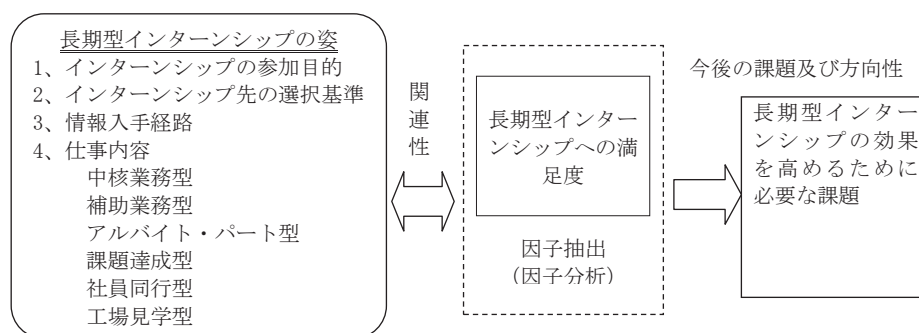 長期型インターンシップの姿
1、インターンシップの参加目的
2、インターンシップ先の選択基準
3、情報入手経路
4、仕事内容
中核業務型
補助業務型
アルバイト・パート型
課題達成型
社員同行型
工場見学型
関
連
性
長期型インター
ンシップへの満
足度
因子抽出
（因子分析）
今後の課題及び方向性
長期型インター
ンシップの効果
を高めるために
必要な課題